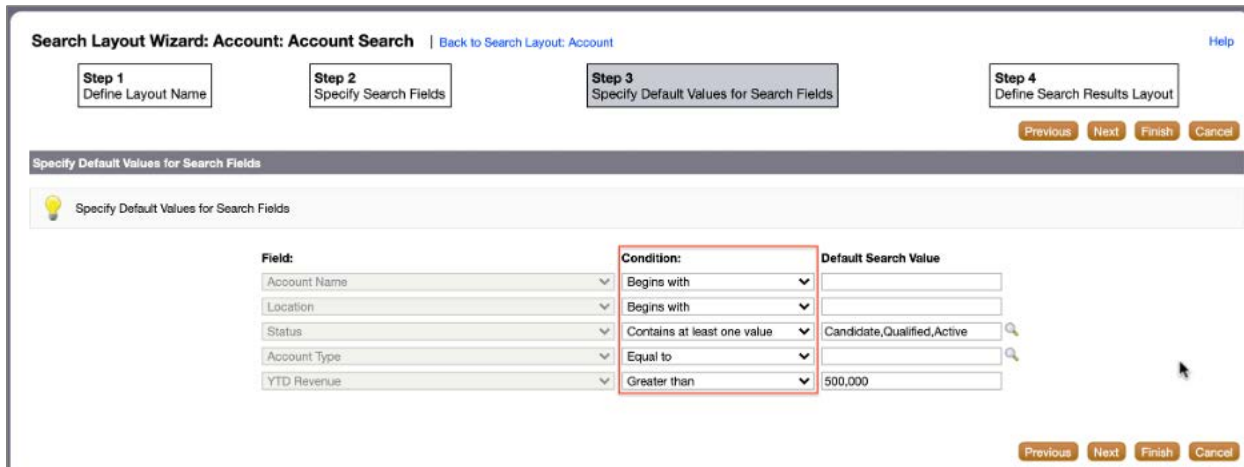 Search Layout Wizard: Account: Account Search | Back to Search Layout: Account Help
Step 1 Step 2 Step 3 Step 4
Define Layout Name Specify Search Fields Specify Default Values for Search Fields Define Search Results Layout
Previous Next Finish Cancel
Specify Default Values for Search Fields
Specify Default Values for Search Fields
Field: Condition: Default Search Value
Account Name Begins with
Location Begins with
Status Contains at least one value Candidate,Qualified,Active
Account Type Equal to
YTD Revenue Greater than 500,000
Previous Next Finish Cancel